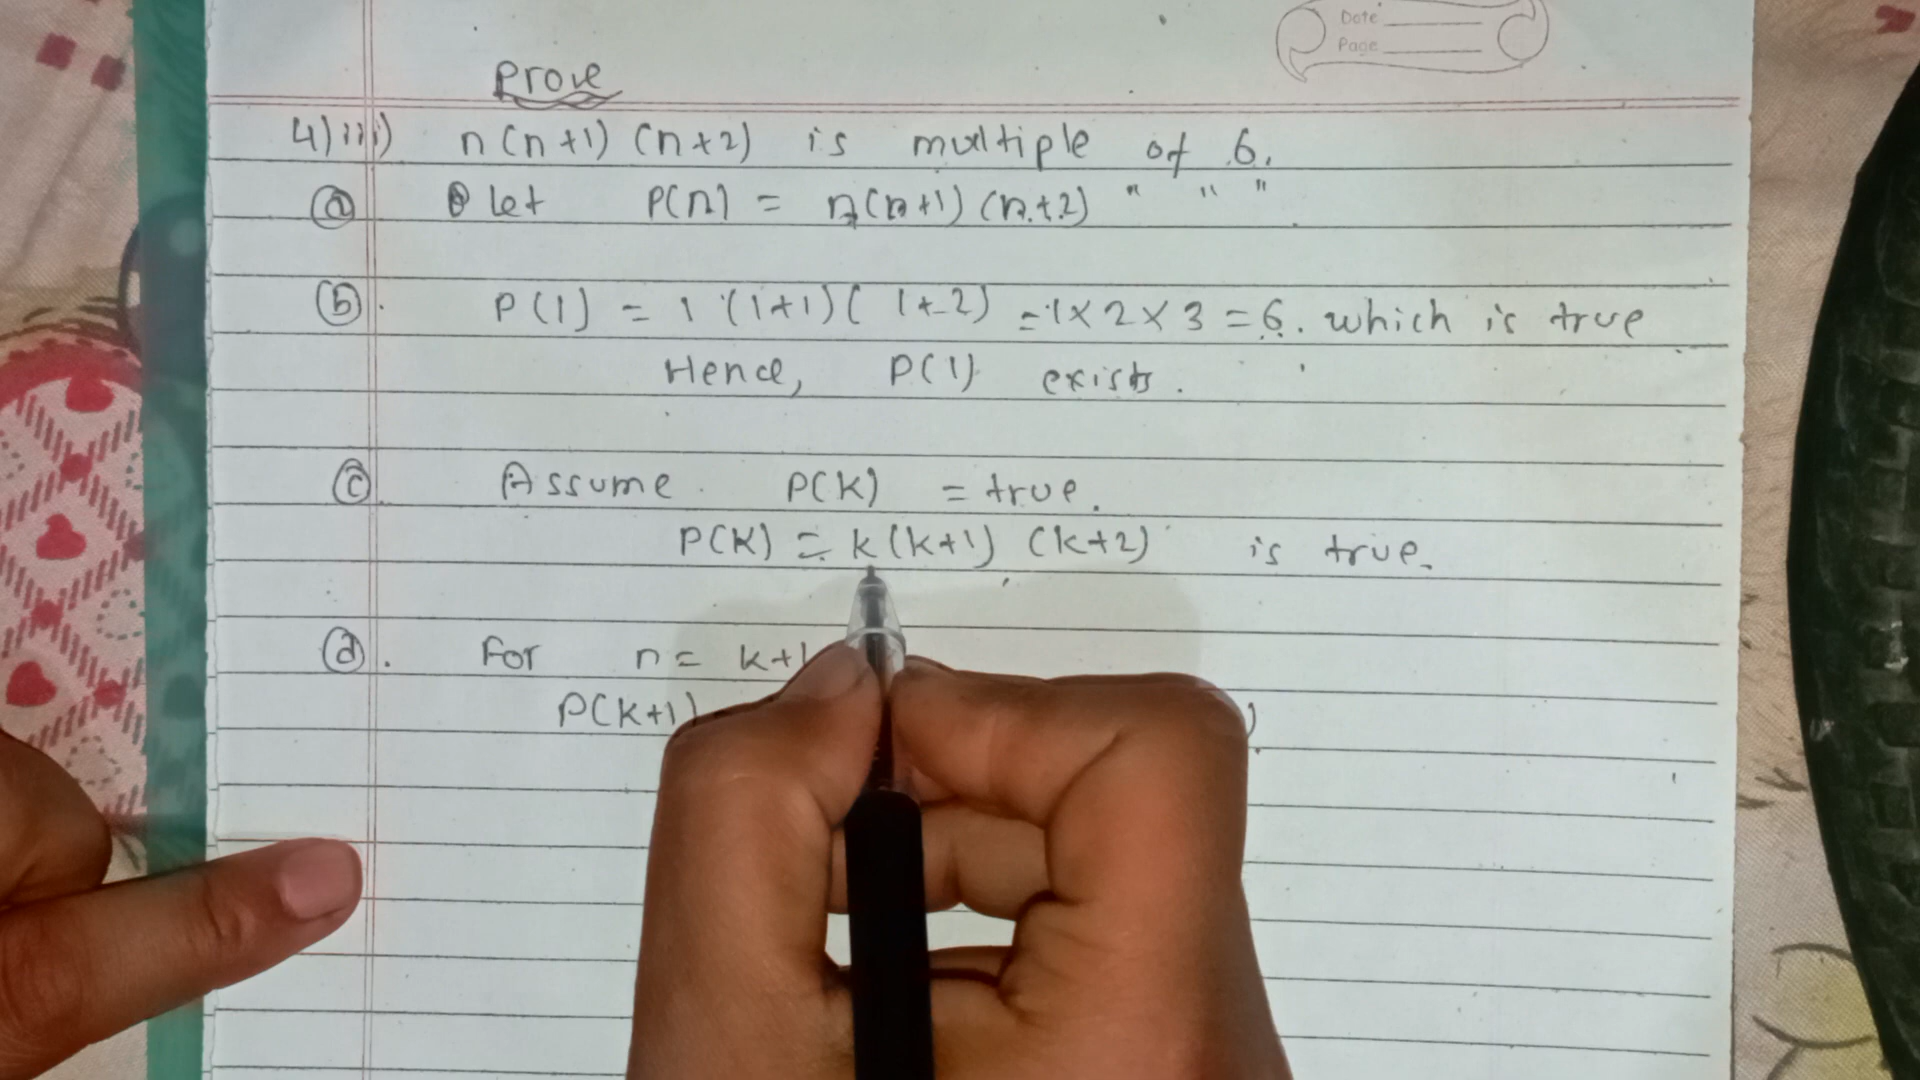 Date
Page
Prove
4) iii) n(n+1) (n+2) is multiple of 6.
ⓐ let P(n) = n(n+1) (n+2) " " "
ⓑ. P(1) = 1 (1+1) ( 1+2) = 1×2×3 = 6. which is true
Hence, P(1) exists.
ⓒ Assume P(k) = true.
P(k) = k(k+1) (k+2) is true.
ⓓ. For n = k+1
P(k+1) )